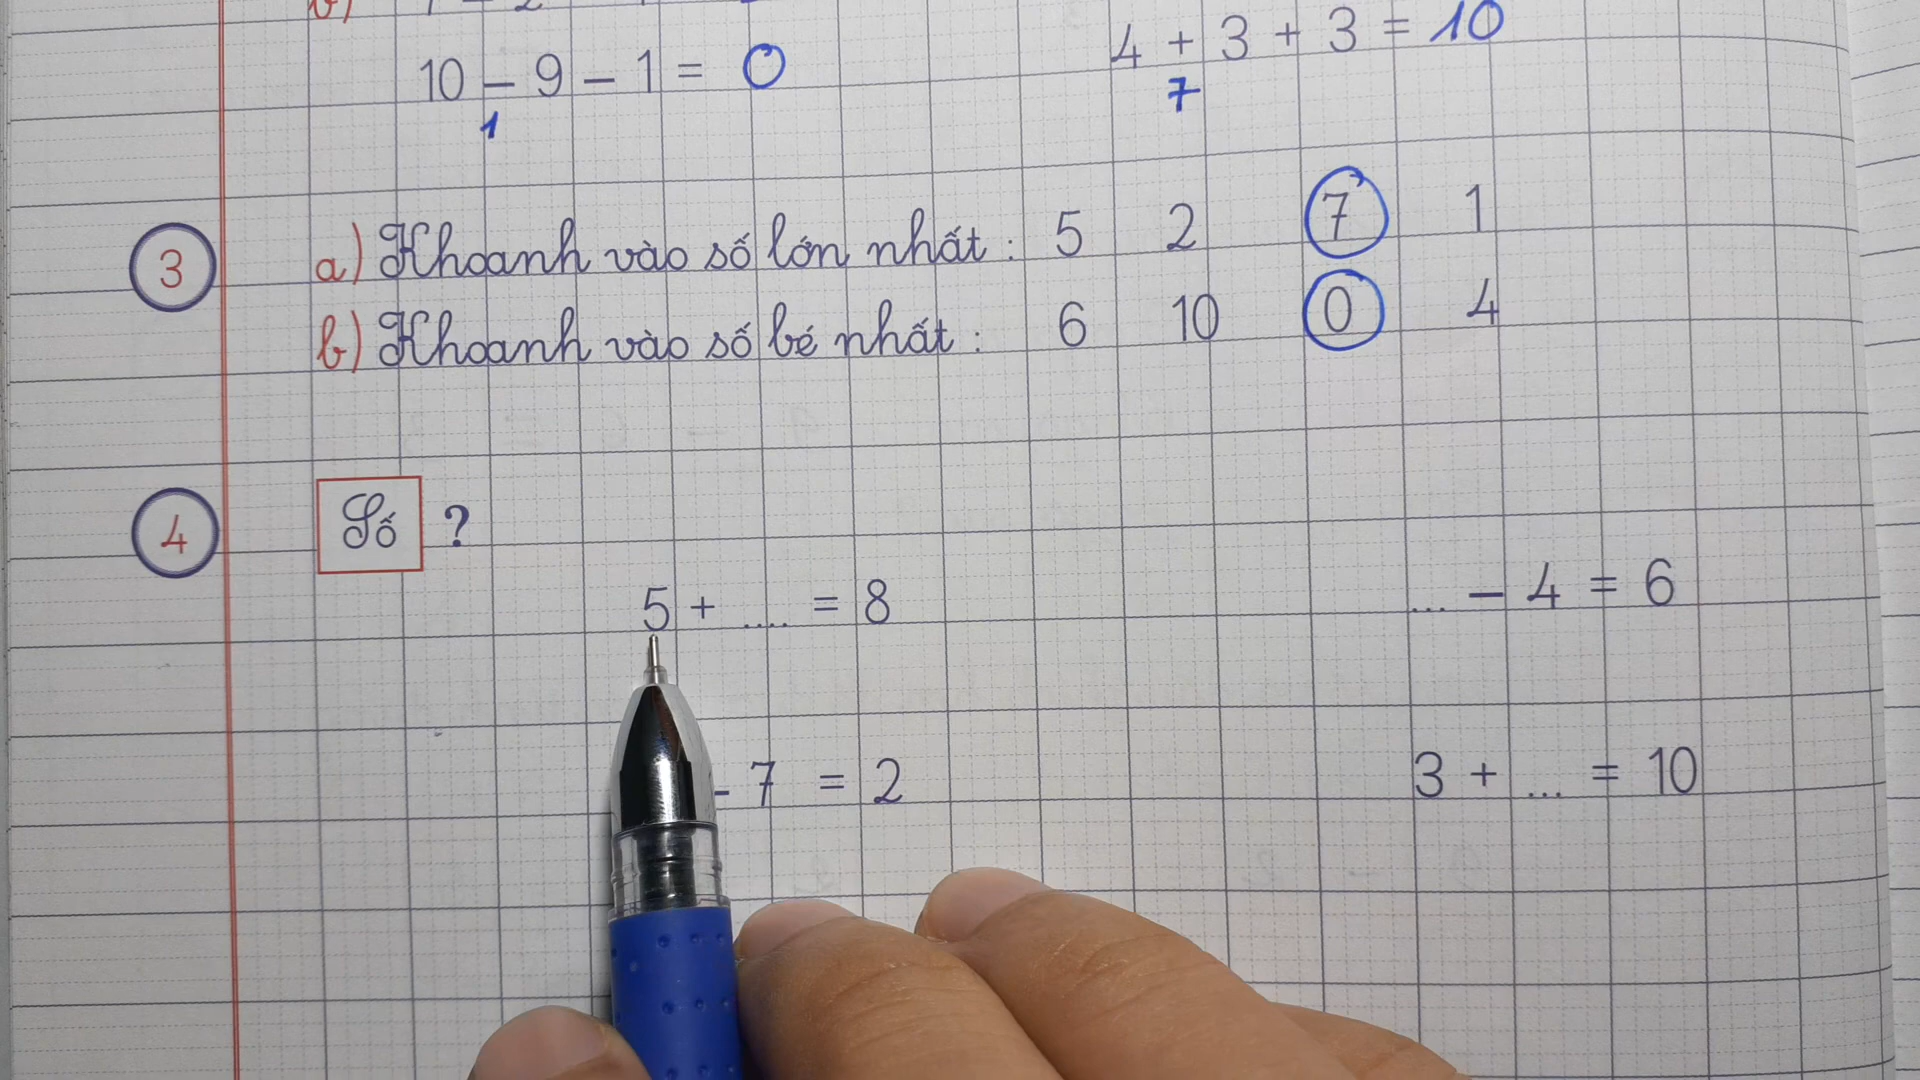 10 - 9 - 1 = 0
1
4 + 3 + 3 = 10
7
3 a) Khoanh vào số lớn nhất : 5 2 7 1
b) Khoanh vào số bé nhất : 6 10 0 4
4 Số ?
5 + .... = 8
... - 4 = 6
- 7 = 2
3 + ... = 10